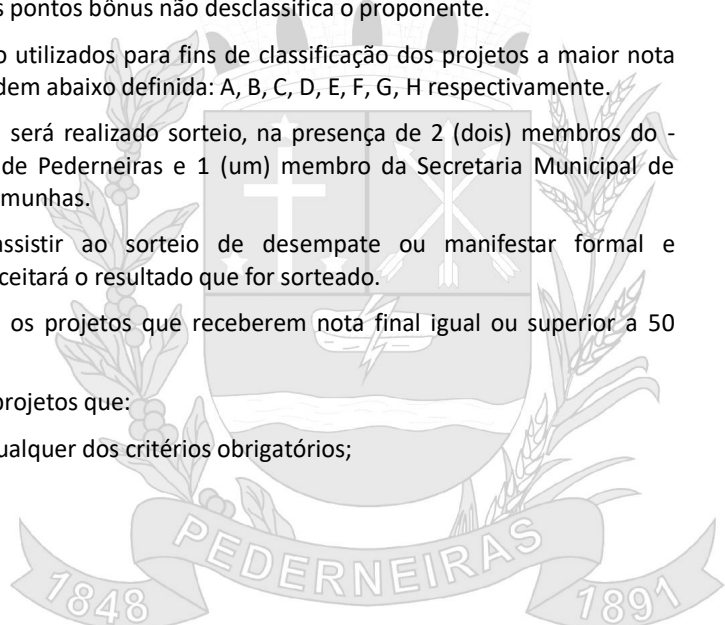 s pontos bônus não desclassifica o proponente.
o utilizados para fins de classificação dos projetos a maior nota
dem abaixo definida: A, B, C, D, E, F, G, H respectivamente.
será realizado sorteio, na presença de 2 (dois) membros do -
de Pederneiras e 1 (um) membro da Secretaria Municipal de
munhas.
assistir ao sorteio de desempate ou manifestar formal e
ceitará o resultado que for sorteado.
os projetos que receberem nota final igual ou superior a 50
projetos que:
ualquer dos critérios obrigatórios;
PEDERNEIRAS
1848
1891